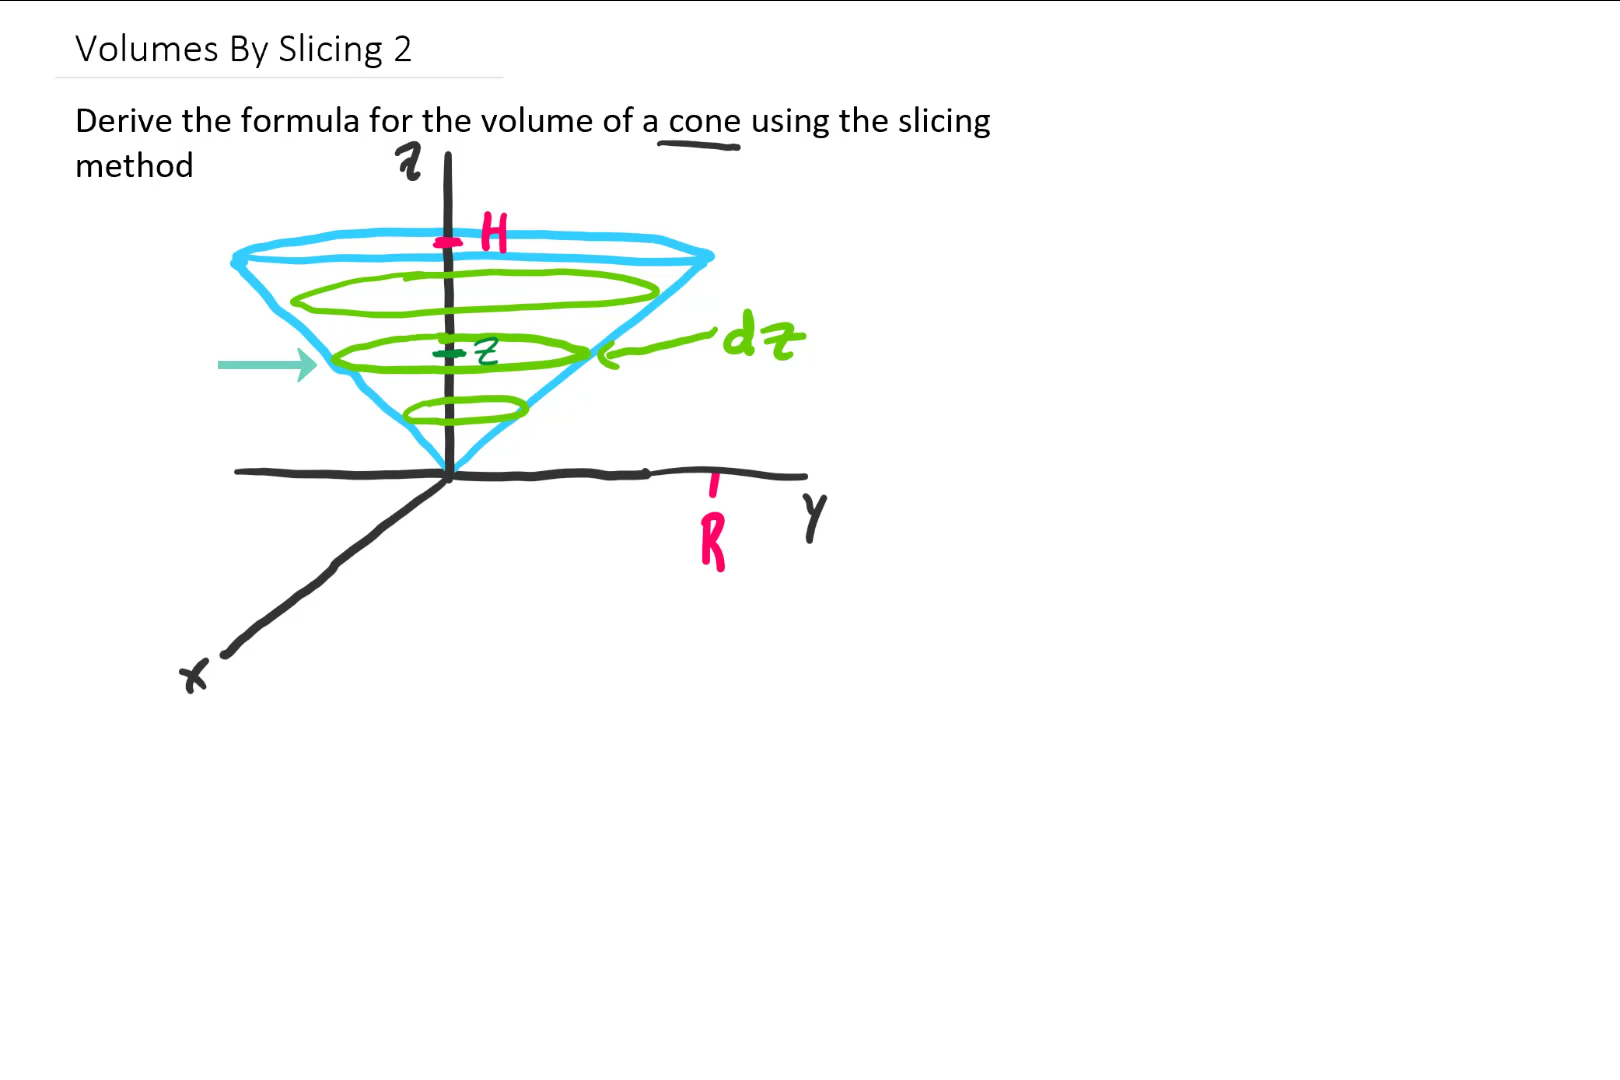 Volumes By Slicing 2
Derive the formula for the volume of a cone using the slicing
method
z
H
dz
z
R
y
x